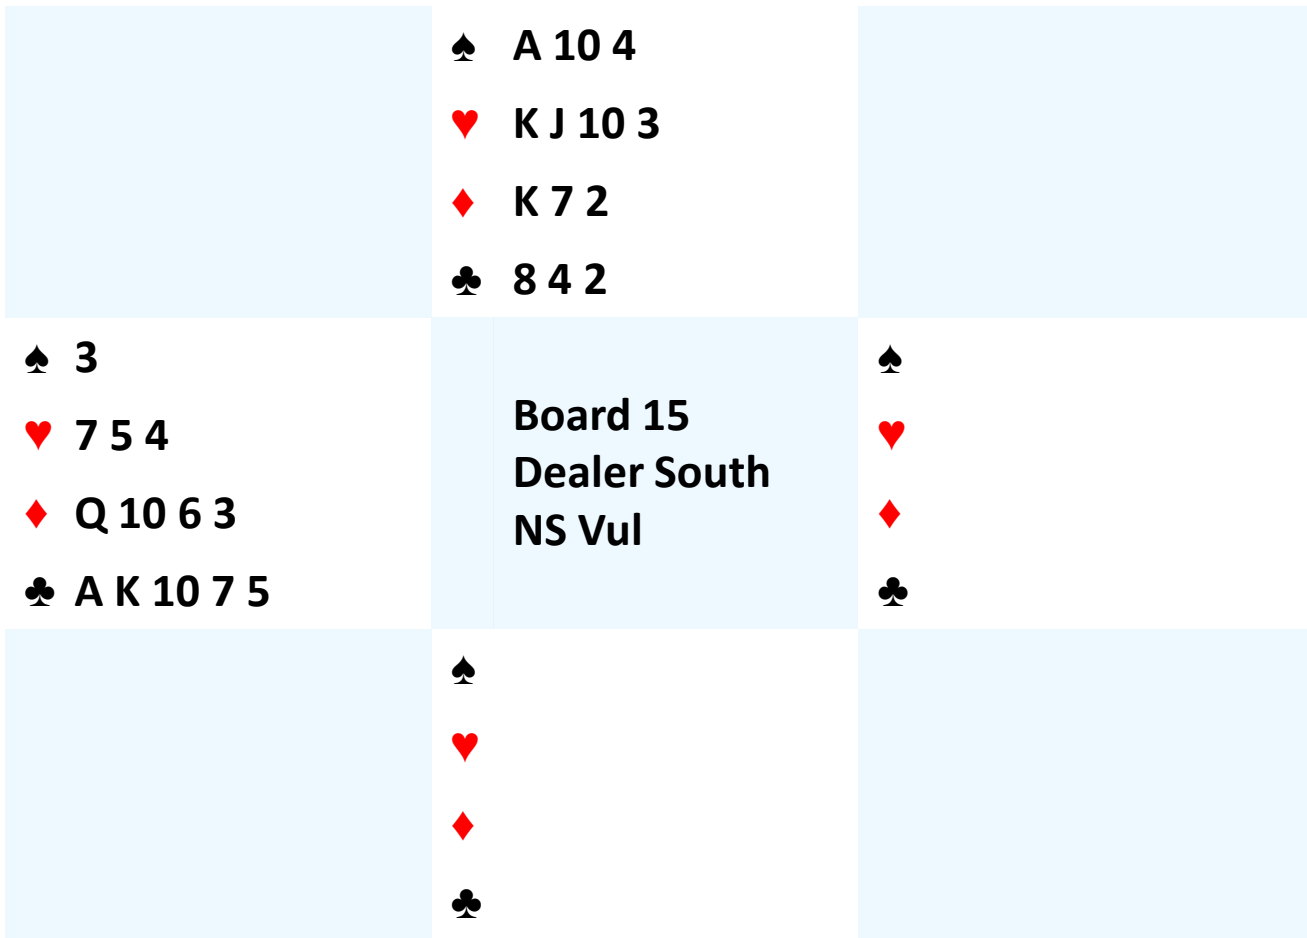 ♠ A 10 4
♥ K J 10 3
♦ K 7 2
♣ 8 4 2
♠ 3
♥ 7 5 4
♦ Q 10 6 3
♣ A K 10 7 5
Board 15
Dealer South
NS Vul
♠
♥
♦
♣
♠
♥
♦
♣